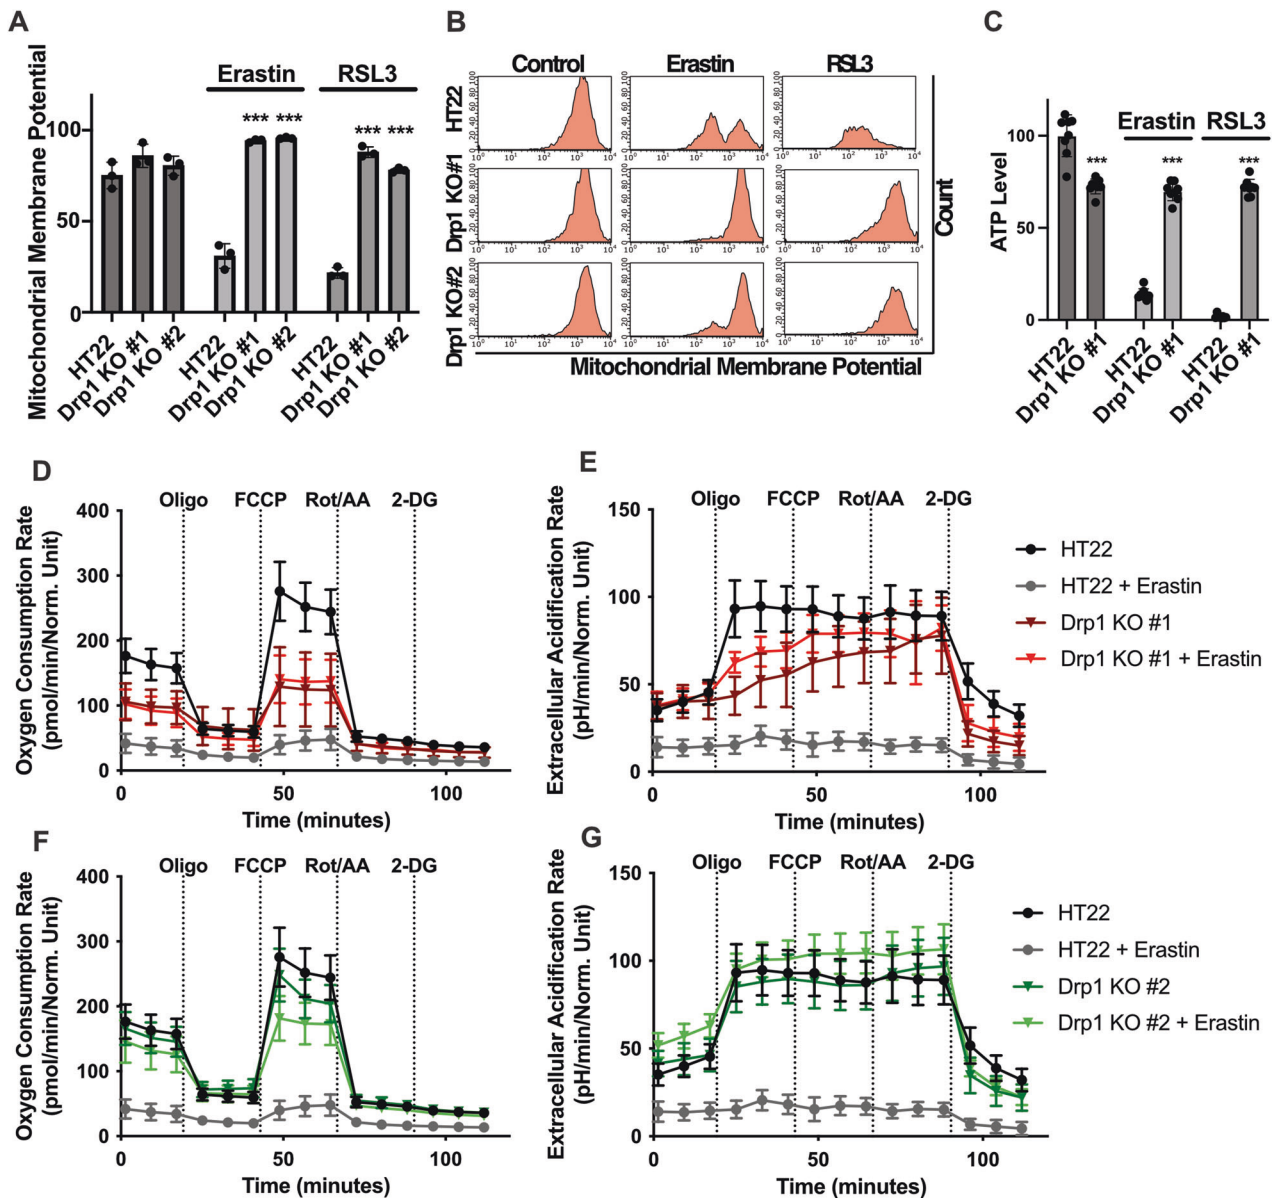 A
Mitochondrial Membrane Potential
100
50
0
Erastin
RSL3
*** ***
*** ***
HT22
Drp1 KO #1
Drp1 KO #2
HT22
Drp1 KO #1
Drp1 KO #2
HT22
Drp1 KO #1
Drp1 KO #2
B
Control
Erastin
RSL3
HT22
Drp1 KO#1
Drp1 KO#2
Count
Mitochondrial Membrane Potential
C
ATP Level
100
50
0
Erastin
RSL3
***
***
***
HT22
Drp1 KO #1
HT22
Drp1 KO #1
HT22
Drp1 KO #1
D
Oligo FCCP Rot/AA 2-DG
Oxygen Consumption Rate
(pmol/min/Norm. Unit)
400
300
200
100
0
0 50 100
Time (minutes)
E
Oligo FCCP Rot/AA 2-DG
Extracellular Acidification Rate
(pH/min/Norm. Unit)
150
100
50
0
0 50 100
Time (minutes)
HT22
HT22 + Erastin
Drp1 KO #1
Drp1 KO #1 + Erastin
F
Oligo FCCP Rot/AA 2-DG
Oxygen Consumption Rate
(pmol/min/Norm. Unit)
400
300
200
100
0
0 50 100
Time (minutes)
G
Oligo FCCP Rot/AA 2-DG
Extracellular Acidification Rate
(pH/min/Norm. Unit)
150
100
50
0
0 50 100
Time (minutes)
HT22
HT22 + Erastin
Drp1 KO #2
Drp1 KO #2 + Erastin